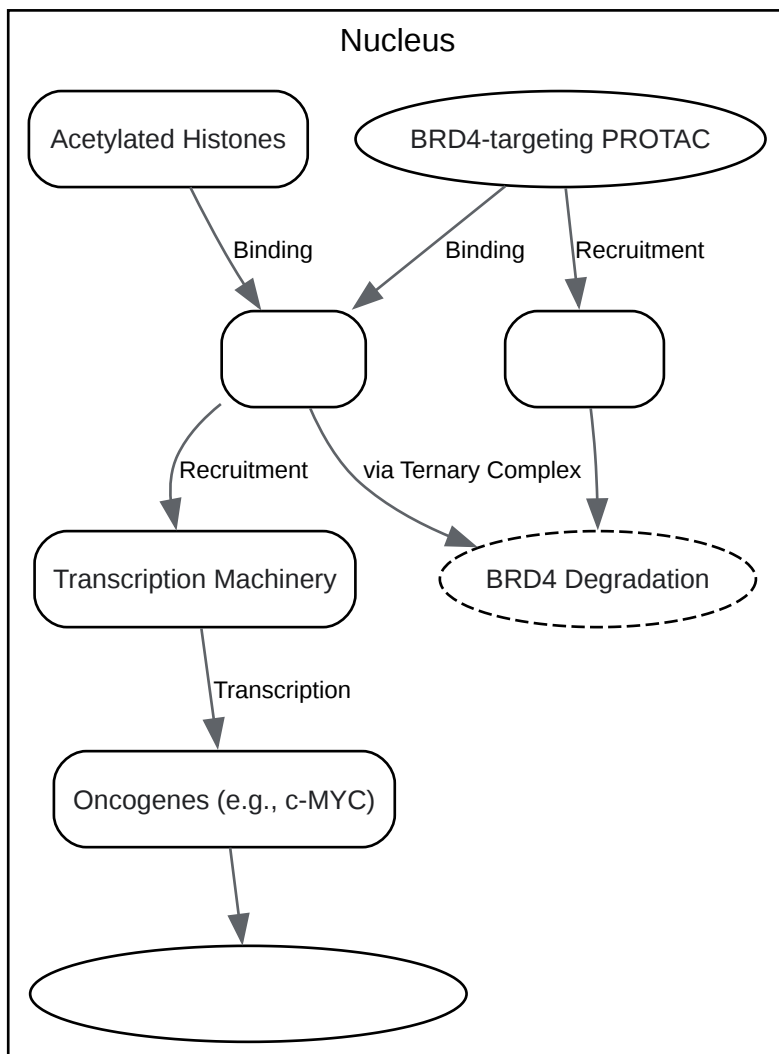 Nucleus
Acetylated Histones
BRD4-targeting PROTAC
Binding
Binding
Recruitment
Recruitment
via Ternary Complex
Transcription Machinery
BRD4 Degradation
Transcription
Oncogenes (e.g., c-MYC)